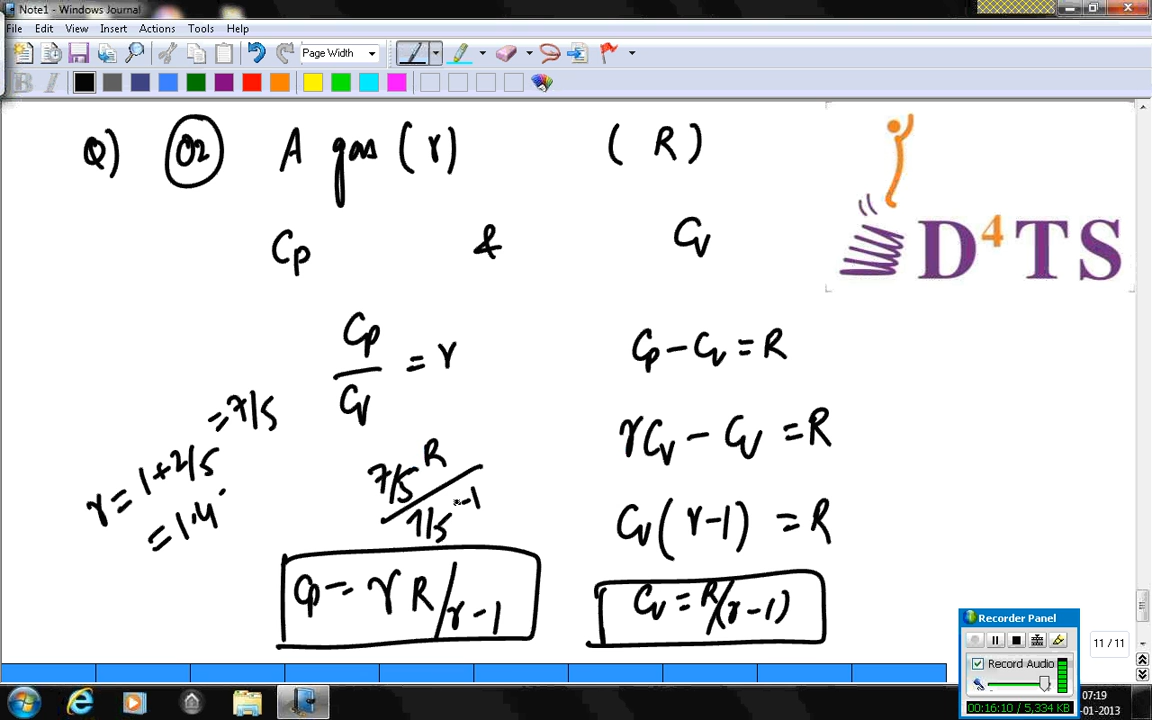 Note1 - Windows Journal
File Edit View Insert Actions Tools Help
Page Width
B I
Q) O2 A gas (γ) ( R )
D4TS
Cp & Cv
Cp/Cv = γ
Cp - Cv = R
γCv - Cv = R
Cv(γ-1) = R
Cv = R/(γ-1)
γ = 1+2/5 = 7/5
= 1.4
7/5 R / 7/5 -1
Cp = γ R/γ-1
Recorder Panel
Record Audio
00:16:10 / 5,334 KB
11 / 11
07:19
-01-2013